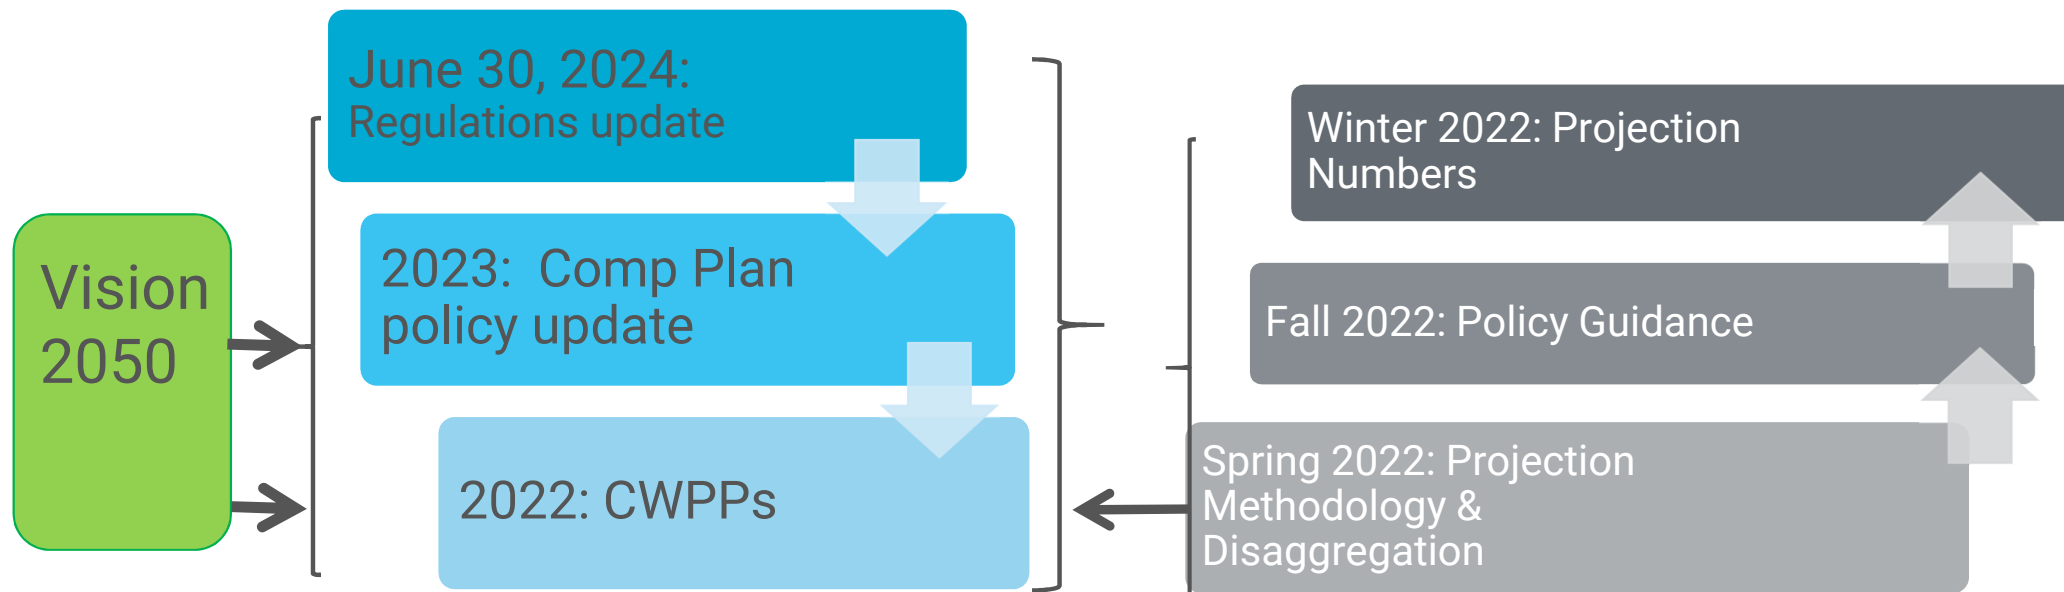 Vision
2050
June 30, 2024:
Regulations update
2023:  Comp Plan
policy update
2022: CWPPs
Winter 2022: Projection
Numbers
Fall 2022: Policy Guidance
Spring 2022: Projection
Methodology &
Disaggregation